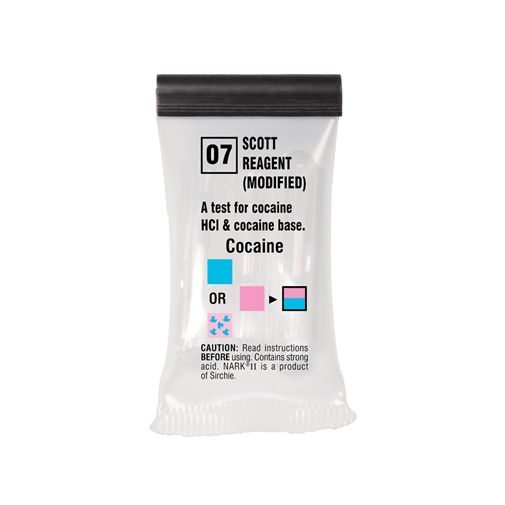 07
SCOTT
REAGENT
(MODIFIED)
A test for cocaine
HCl & cocaine base.
Cocaine
OR
CAUTION: Read instructions
BEFORE using. Contains strong
acid. NARK®II is a product
of Sirchie.